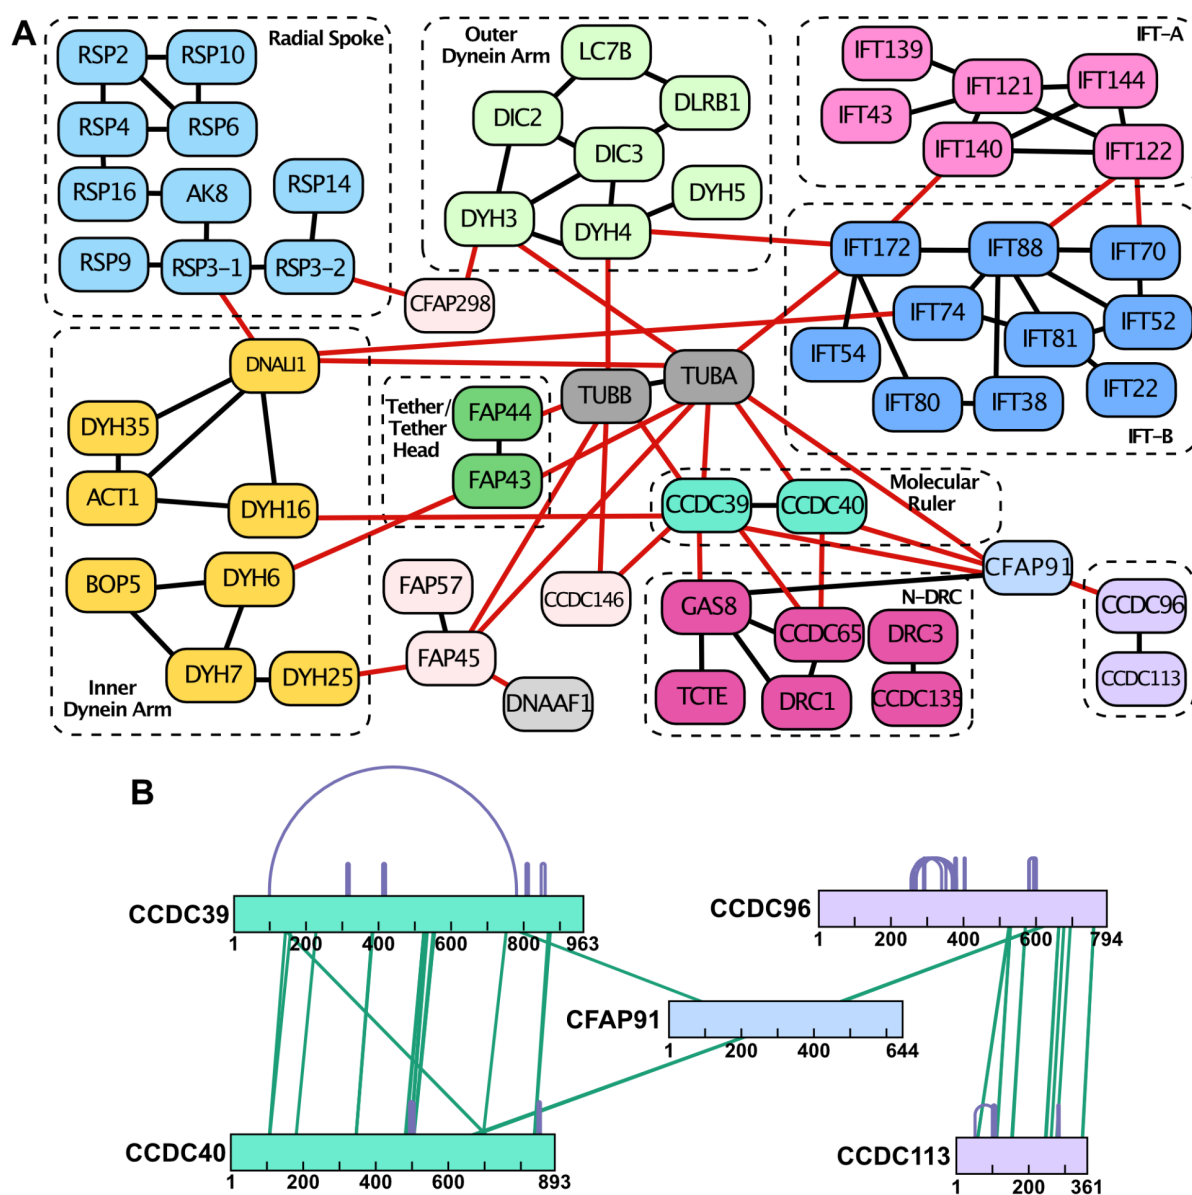 A
Radial Spoke
RSP2
RSP10
RSP4
RSP6
RSP16
AK8
RSP14
RSP9
RSP3-1
RSP3-2
Outer
Dynein Arm
LC7B
DLRB1
DIC2
DIC3
DYH5
DYH3
DYH4
CFAP298
IFT-A
IFT139
IFT121
IFT144
IFT43
IFT140
IFT122
IFT172
IFT88
IFT70
IFT74
IFT52
IFT81
IFT54
IFT22
IFT80
IFT38
IFT-B
DNALI1
DYH35
ACT1
DYH16
BOP5
DYH6
DYH7
DYH25
Inner
Dynein Arm
Tether/
Tether
Head
FAP44
FAP43
TUBB
TUBA
Molecular
Ruler
CCDC39
CCDC40
FAP57
FAP45
DNAAF1
CCDC146
CFAP91
N-DRC
GAS8
CCDC65
DRC3
TCTE
DRC1
CCDC135
CCDC96
CCDC113
B
CCDC39
1 200 400 600 800 963
CCDC96
1 200 400 600 794
CFAP91
1 200 400 644
CCDC40
1 200 400 600 893
CCDC113
1 200 361